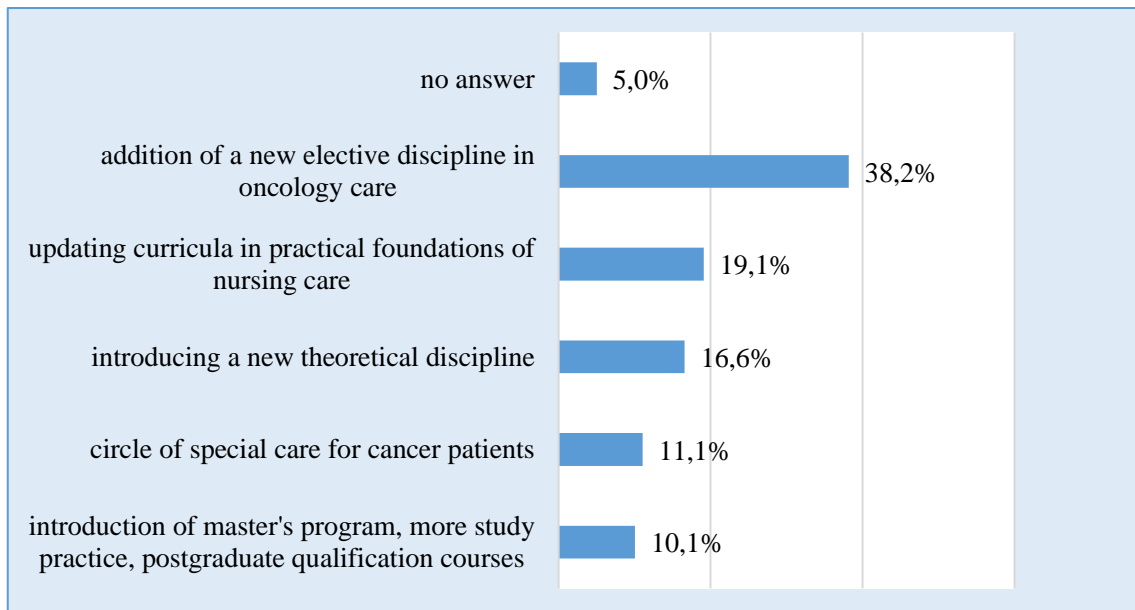 no answer
5,0%
addition of a new elective discipline in
oncology care
38,2%
updating curricula in practical foundations of
nursing care
19,1%
introducing a new theoretical discipline
16,6%
circle of special care for cancer patients
11,1%
introduction of master's program, more study
practice, postgraduate qualification courses
10,1%